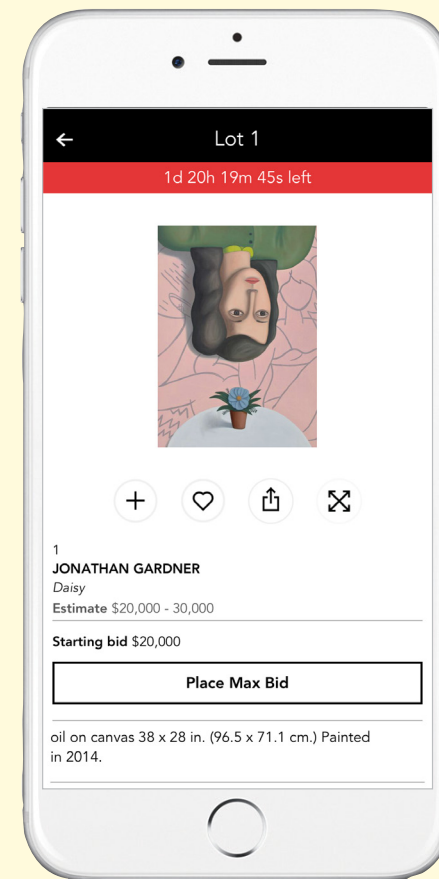 Lot 1
1d 20h 19m 45s left
1
JONATHAN GARDNER
Daisy
Estimate $20,000 - 30,000
Starting bid $20,000
Place Max Bid
oil on canvas 38 x 28 in. (96.5 x 71.1 cm.) Painted
in 2014.